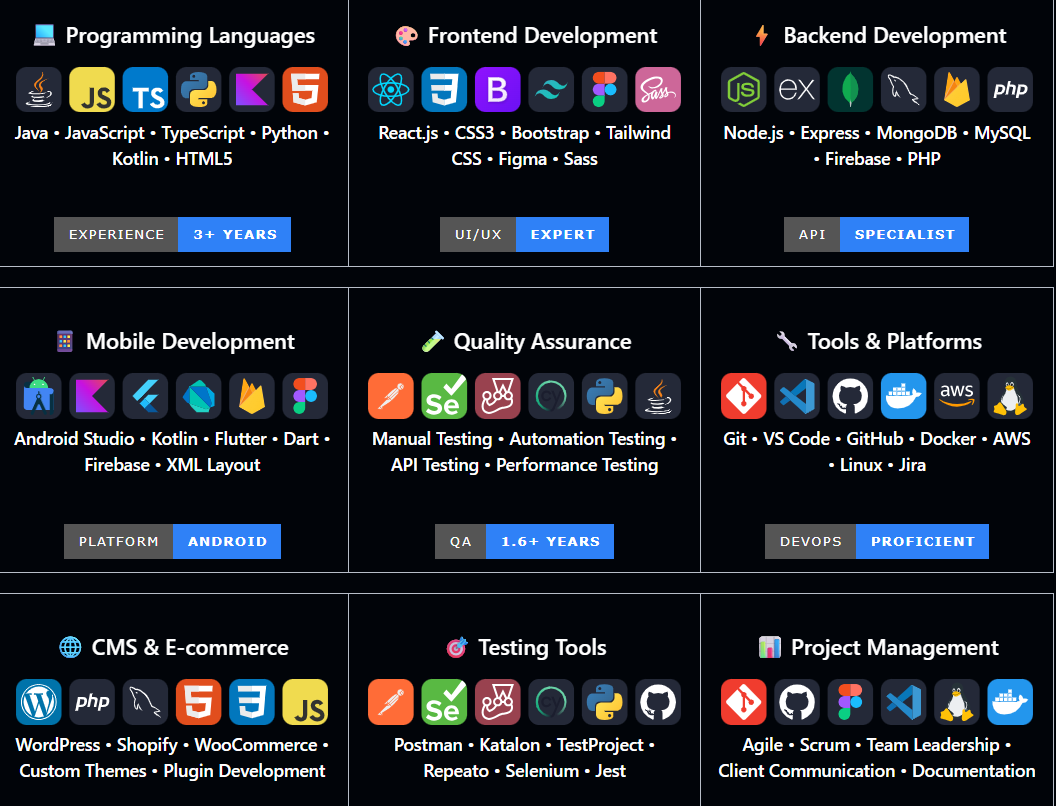 Programming Languages
JS TS
Java • JavaScript • TypeScript • Python •
Kotlin • HTML5
EXPERIENCE 3+ YEARS
Frontend Development
B Sass
React.js • CSS3 • Bootstrap • Tailwind
CSS • Figma • Sass
UI/UX EXPERT
Backend Development
JS EX php
Node.js • Express • MongoDB • MySQL
• Firebase • PHP
API SPECIALIST
Mobile Development
Android Studio • Kotlin • Flutter • Dart •
Firebase • XML Layout
PLATFORM ANDROID
Quality Assurance
Se CY
Manual Testing • Automation Testing •
API Testing • Performance Testing
QA 1.6+ YEARS
Tools & Platforms
aws
Git • VS Code • GitHub • Docker • AWS
• Linux • Jira
DEVOPS PROFICIENT
CMS & E-commerce
php JS
WordPress • Shopify • WooCommerce •
Custom Themes • Plugin Development
Testing Tools
Se CY
Postman • Katalon • TestProject •
Repeato • Selenium • Jest
Project Management
Agile • Scrum • Team Leadership •
Client Communication • Documentation